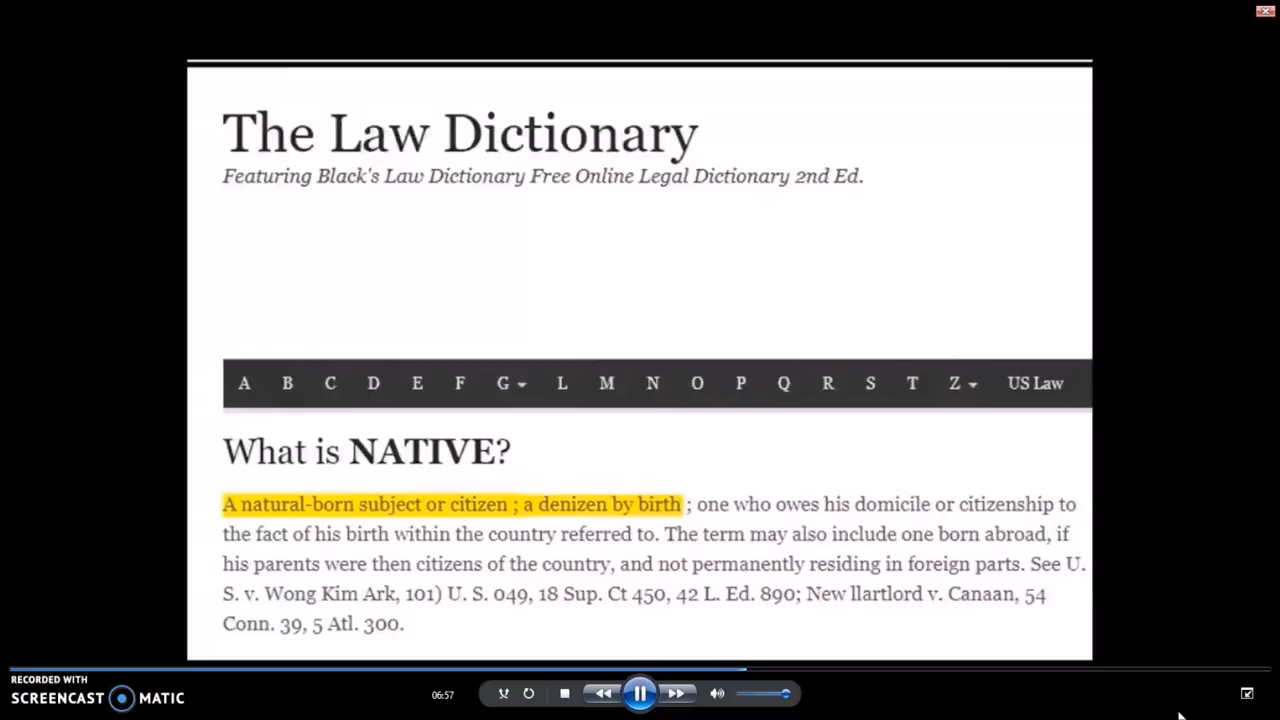 The Law Dictionary
Featuring Black's Law Dictionary Free Online Legal Dictionary 2nd Ed.
A B C D E F G L M N O P Q R S T Z US Law
What is NATIVE?
A natural-born subject or citizen ; a denizen by birth ; one who owes his domicile or citizenship to
the fact of his birth within the country referred to. The term may also include one born abroad, if
his parents were then citizens of the country, and not permanently residing in foreign parts. See U.
S. v. Wong Kim Ark, 101) U. S. 049, 18 Sup. Ct 450, 42 L. Ed. 890; New llartlord v. Canaan, 54
Conn. 39, 5 Atl. 300.
RECORDED WITH
SCREENCAST MATIC
06:57